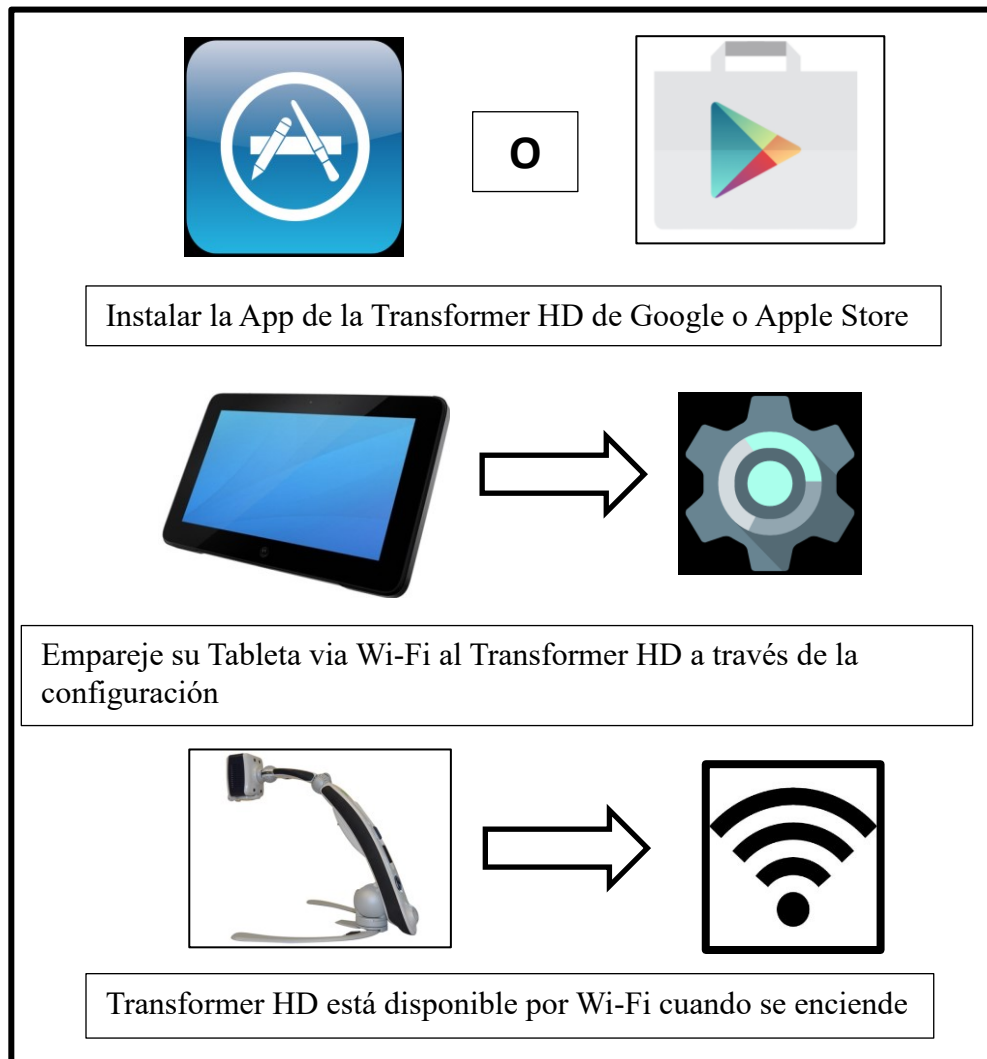 O
Instalar la App de la Transformer HD de Google o Apple Store
Empareje su Tableta via Wi-Fi al Transformer HD a través de la
configuración
Transformer HD está disponible por Wi-Fi cuando se enciende